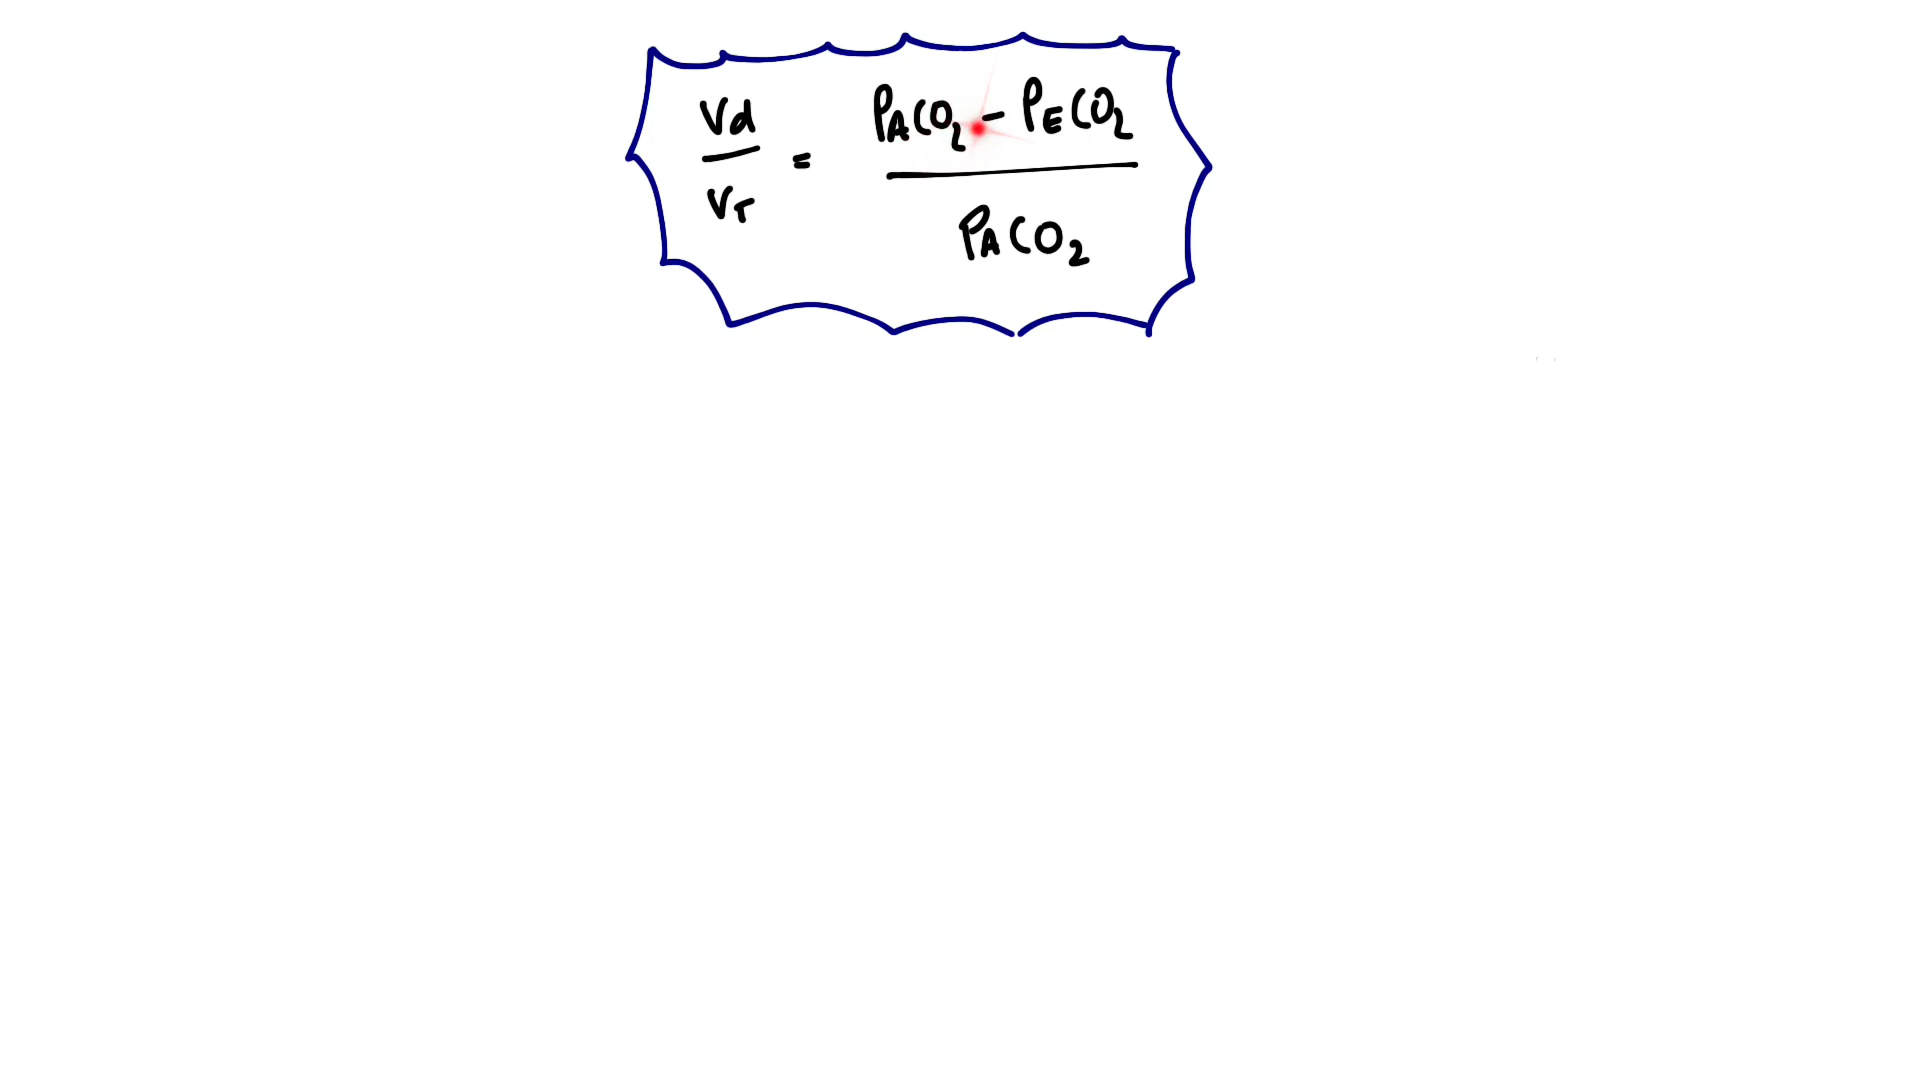 Vd/VT = (PACO2 - PECO2)/PACO2